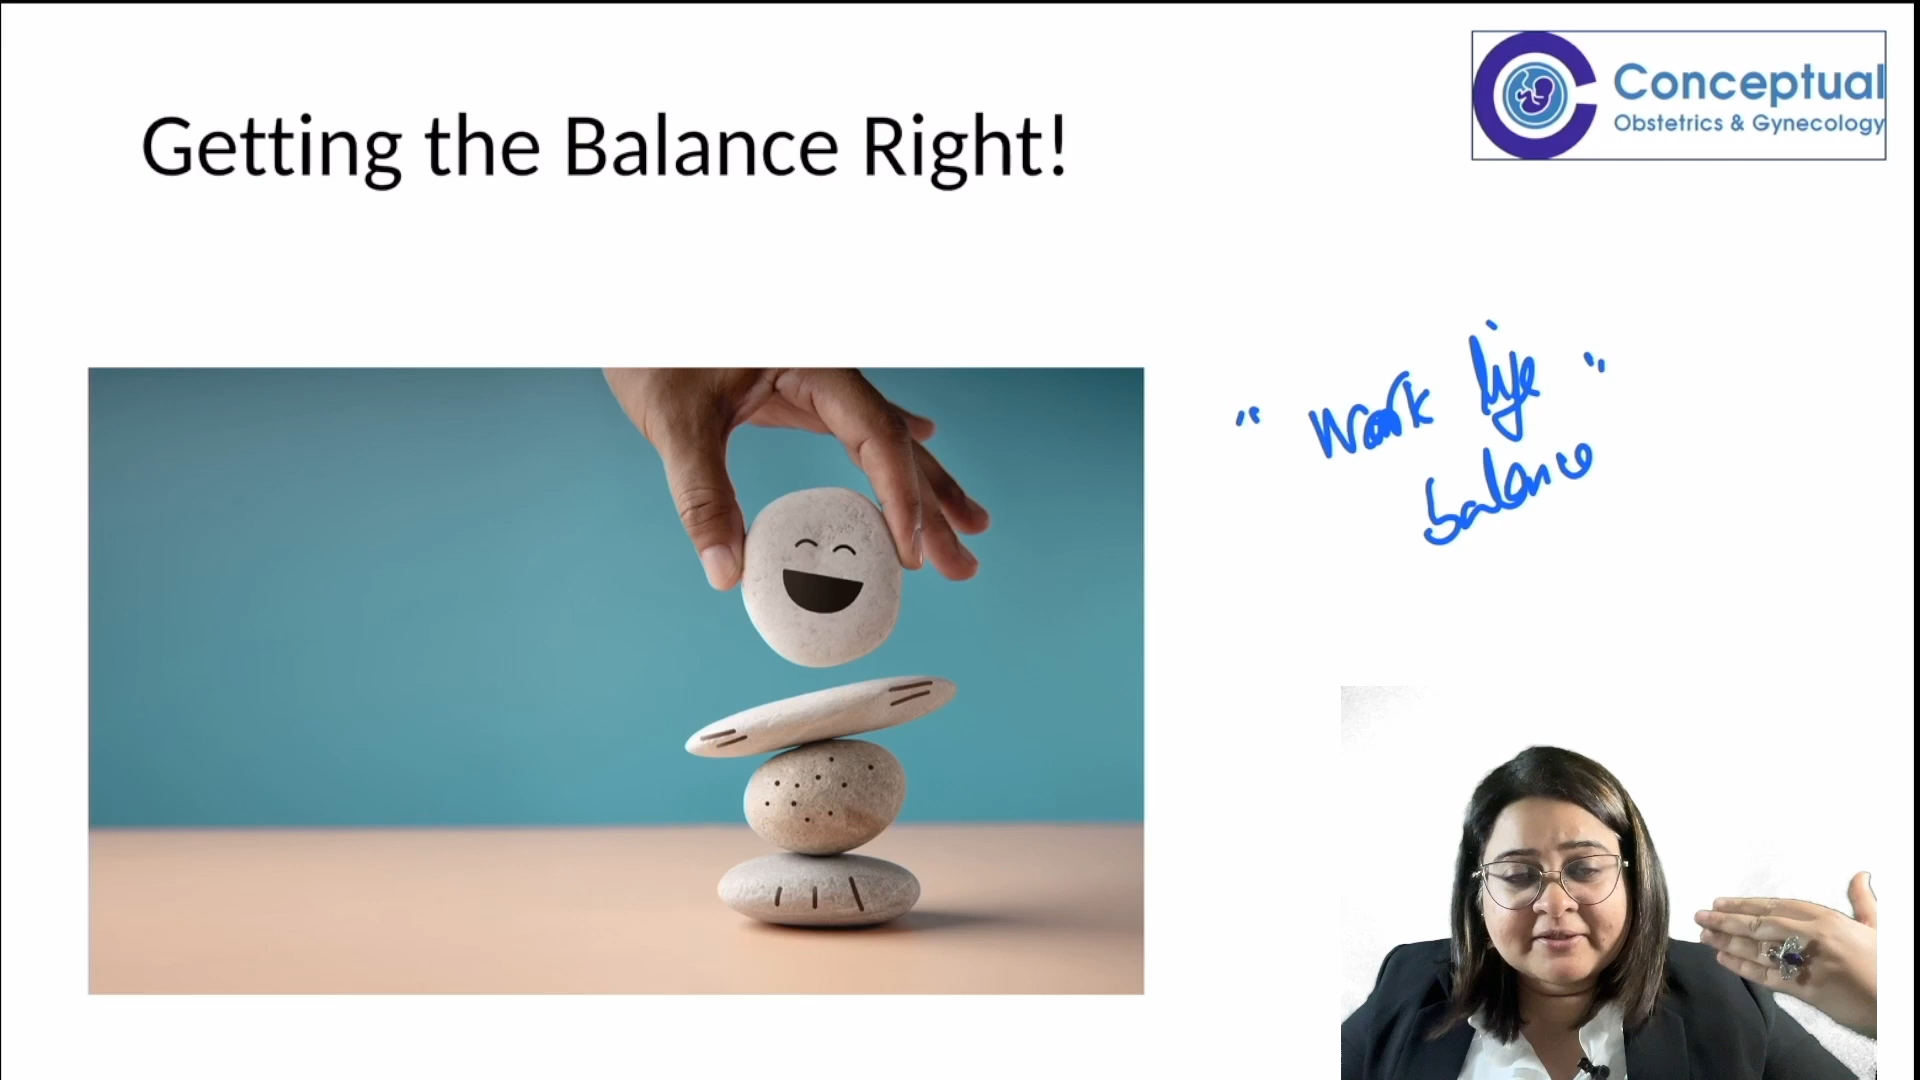 Getting the Balance Right!
Conceptual
Obstetrics & Gynecology
" Work life "
balance